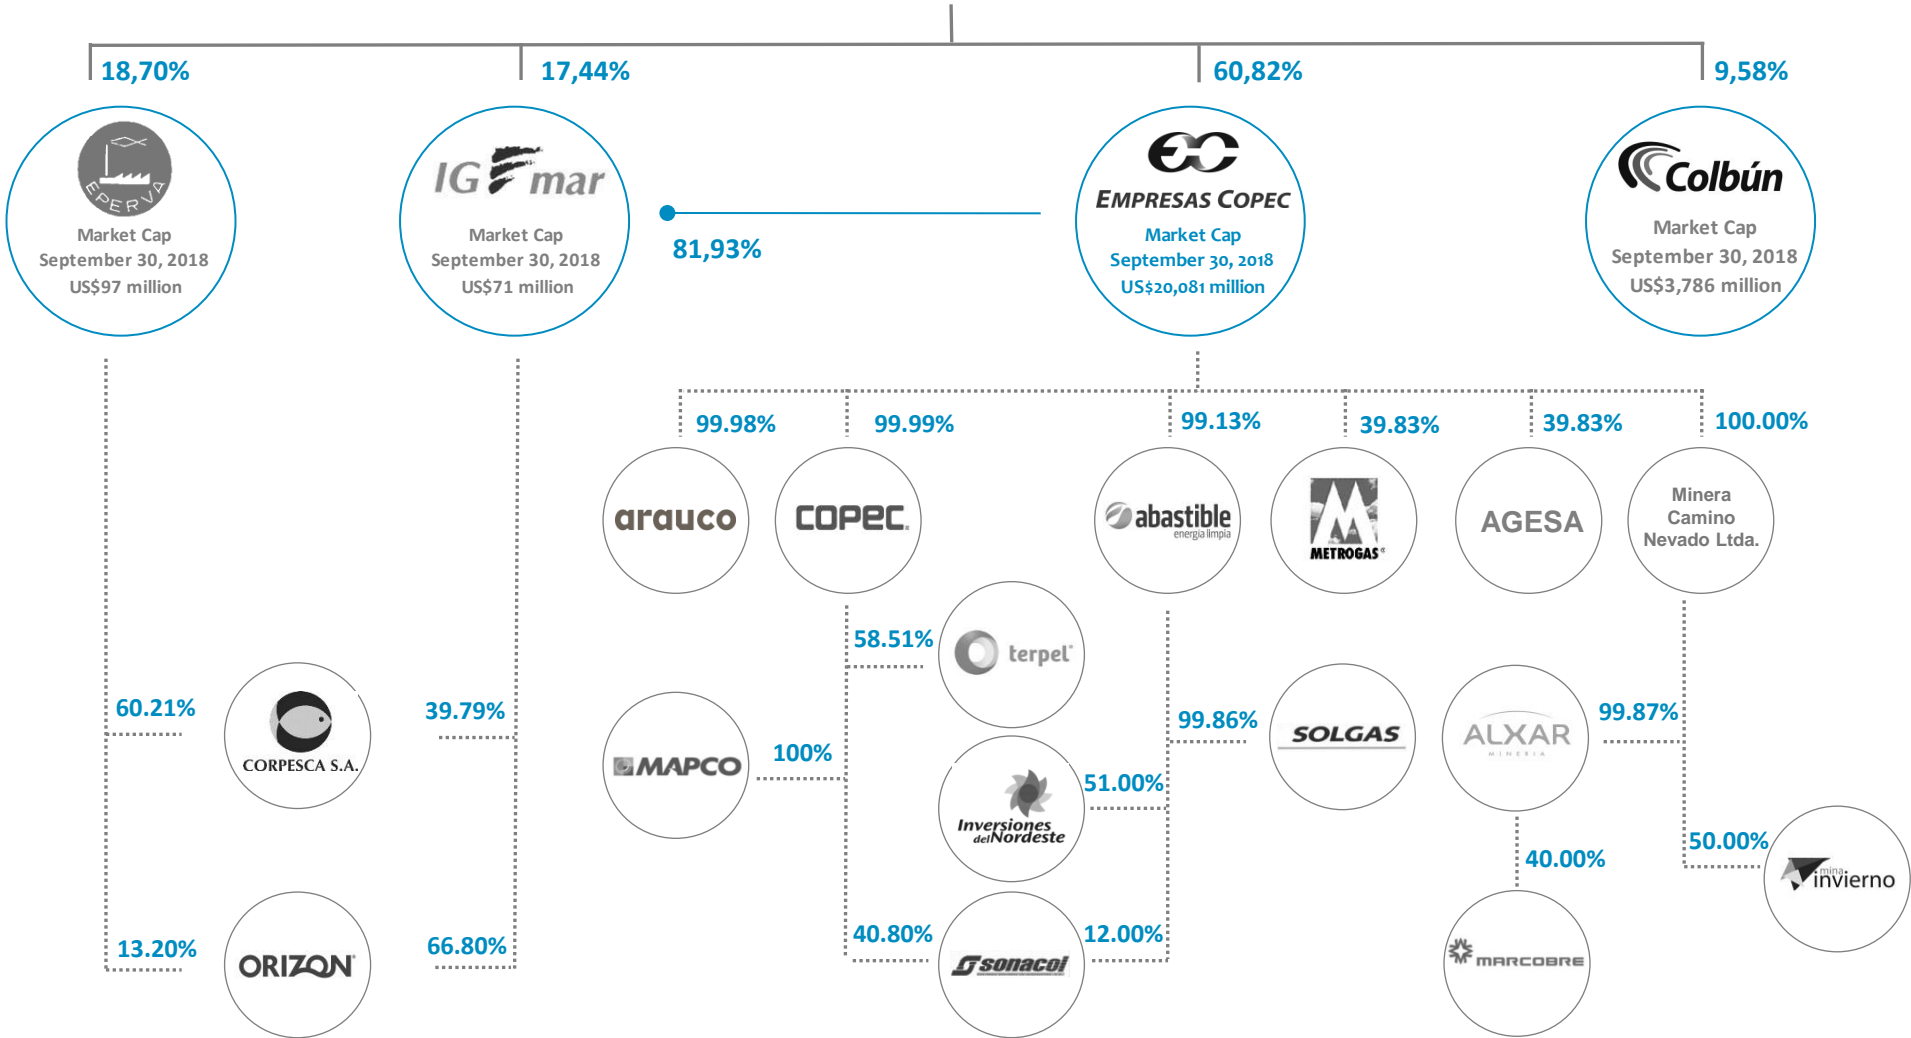 18,70%
17,44%
60,82%
9,58%
EPERVA
Market Cap
September 30, 2018
US$97 million
IG mar
Market Cap
September 30, 2018
US$71 million
81,93%
EMPRESAS COPEC
Market Cap
September 30, 2018
US$20,081 million
Colbún
Market Cap
September 30, 2018
US$3,786 million
99.98%
99.99%
99.13%
39.83%
39.83%
100.00%
arauco
COPEC
abastible
energía limpia
METROGAS
AGESA
Minera
Camino
Nevado Ltda.
58.51%
terpel
60.21%
CORPESCA S.A.
39.79%
MAPCO
100%
99.86%
SOLGAS
ALXAR
MINERIA
99.87%
51.00%
Inversiones
delNordeste
40.00%
50.00%
mina
invierno
13.20%
ORIZON
66.80%
40.80%
sonacol
12.00%
MARCOBRE